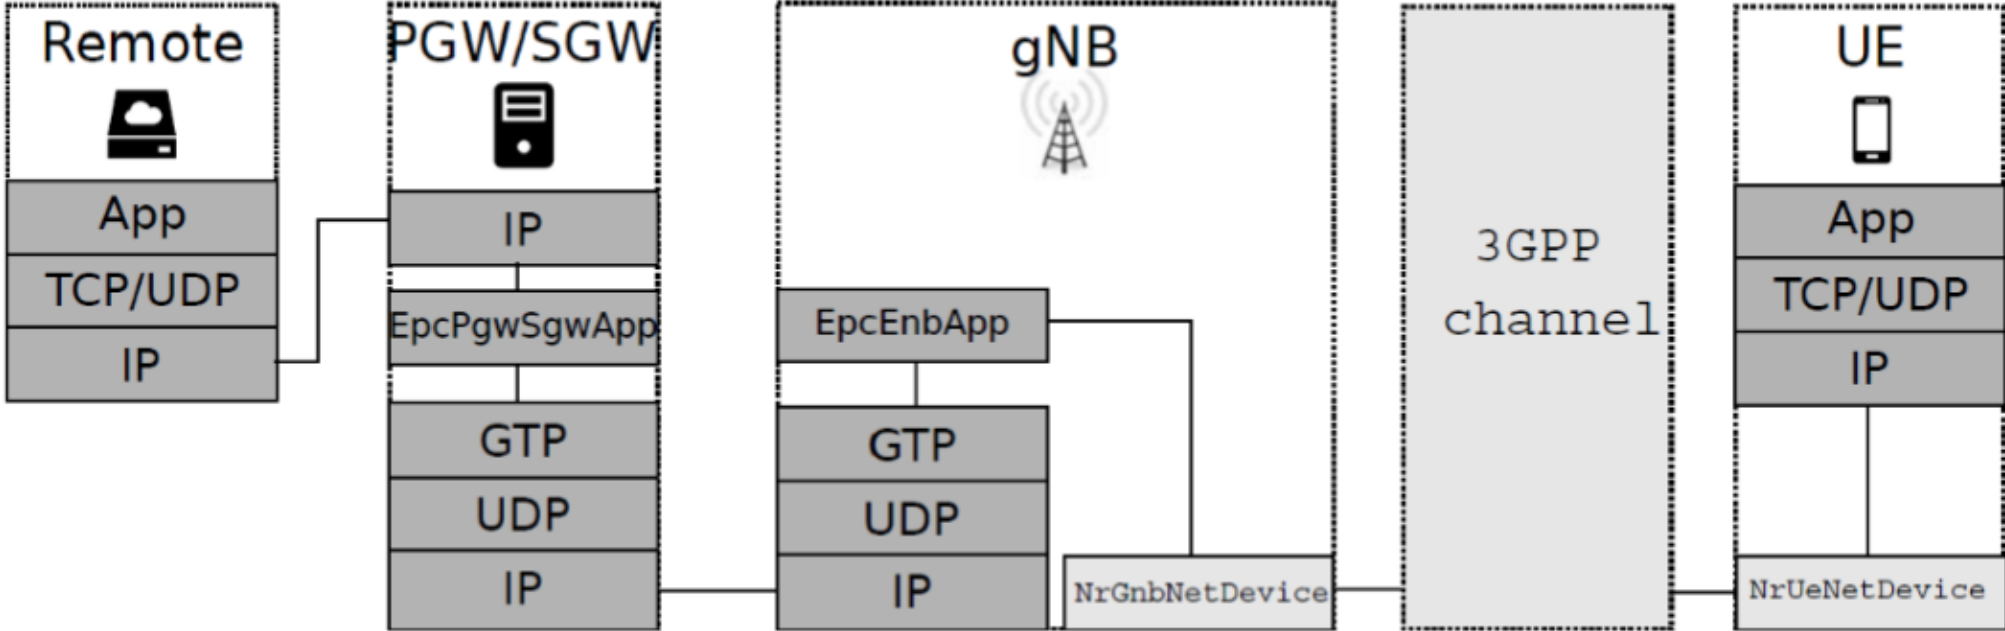 Remote
App
TCP/UDP
IP
PGW/SGW
IP
EpcPgwSgwApp
GTP
UDP
IP
gNB
EpcEnbApp
GTP
UDP
IP
NrGnbNetDevice
3GPP
channel
UE
App
TCP/UDP
IP
NrUeNetDevice